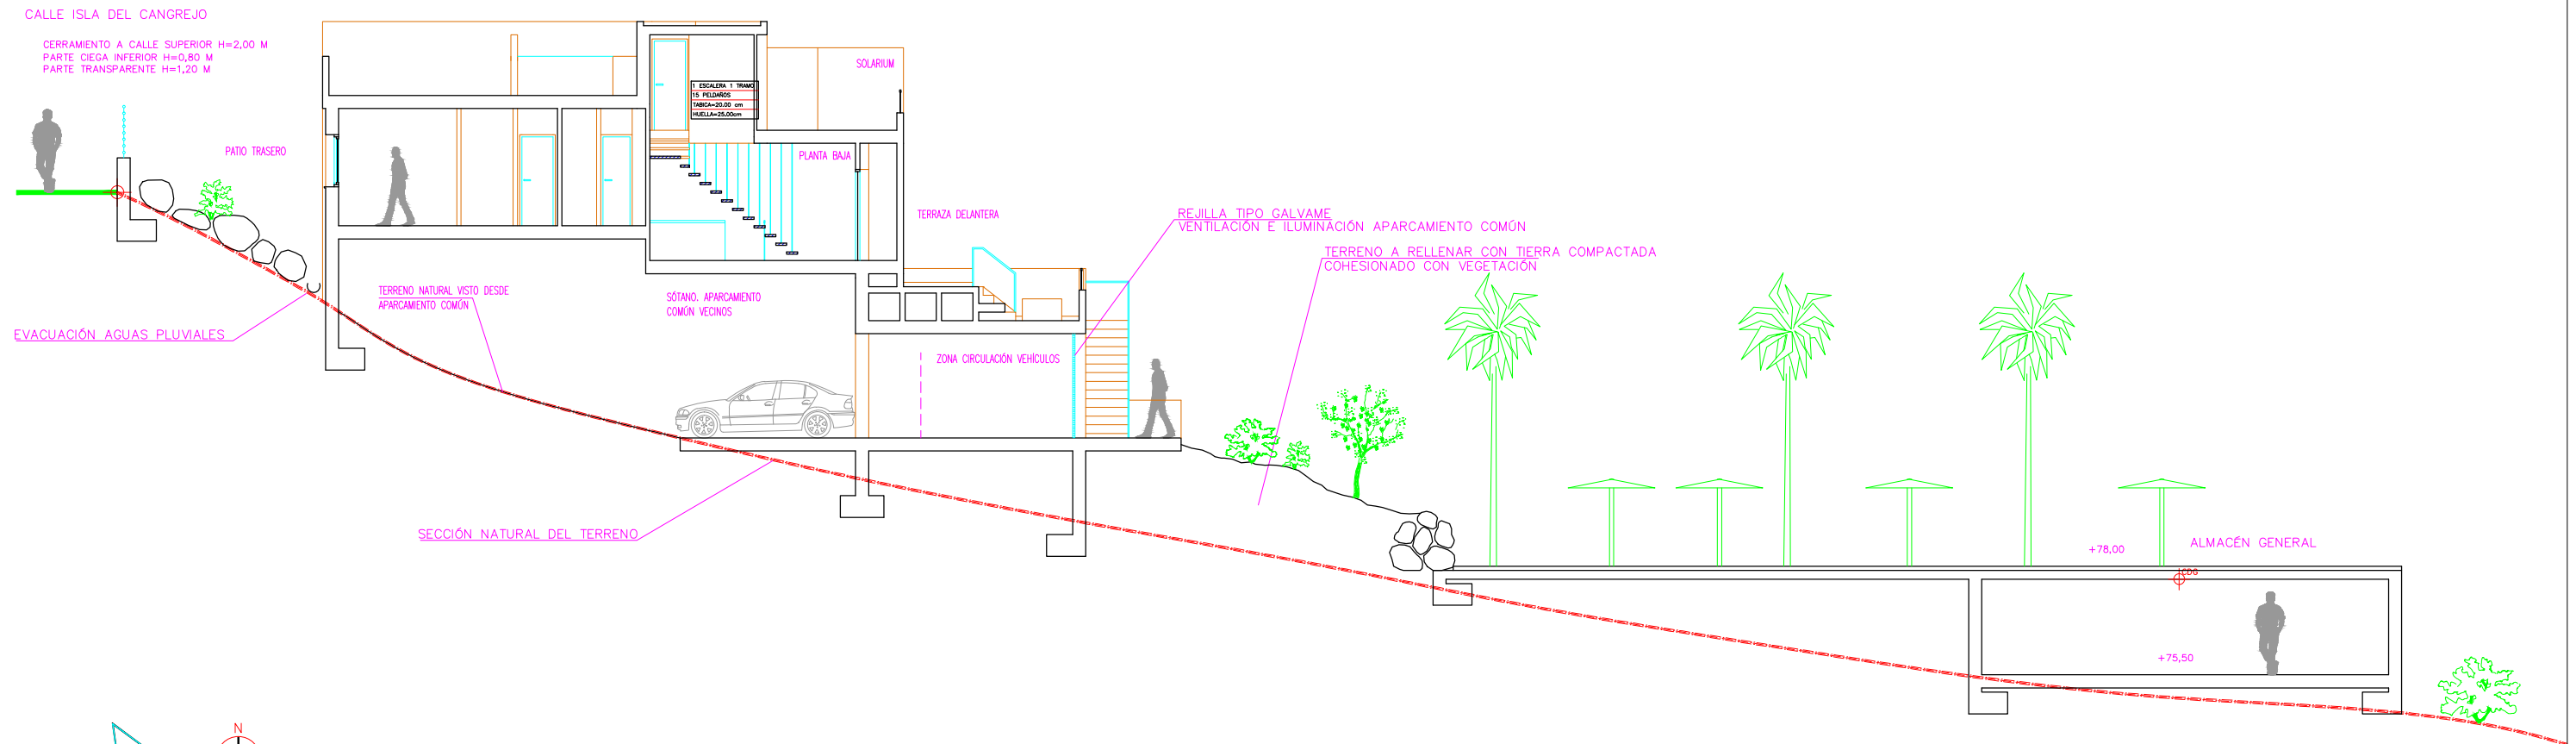 CALLE ISLA DEL CANGREJO
CERRAMIENTO A CALLE SUPERIOR H=2,00 M
PARTE CIEGA INFERIOR H=0,80 M
PARTE TRANSPARENTE H=1,20 M
SOLARIUM
1 ESCALERA 1 TRAMO
15 PELDAÑOS
TABICA=20.00 cm
HUELLA=25.00cm
PATIO TRASERO
PLANTA BAJA
TERRAZA DELANTERA
REJILLA TIPO GALVAME
VENTILACIÓN E ILUMINACIÓN APARCAMIENTO COMÚN
TERRENO A RELLENAR CON TIERRA COMPACTADA
COHESIONADO CON VEGETACIÓN
TERRENO NATURAL VISTO DESDE
APARCAMIENTO COMÚN
SÓTANO. APARCAMIENTO
COMÚN VECINOS
EVACUACIÓN AGUAS PLUVIALES
ZONA CIRCULACIÓN VEHÍCULOS
SECCIÓN NATURAL DEL TERRENO
+78,00
ALMACÉN GENERAL
CDG
+75,50
N